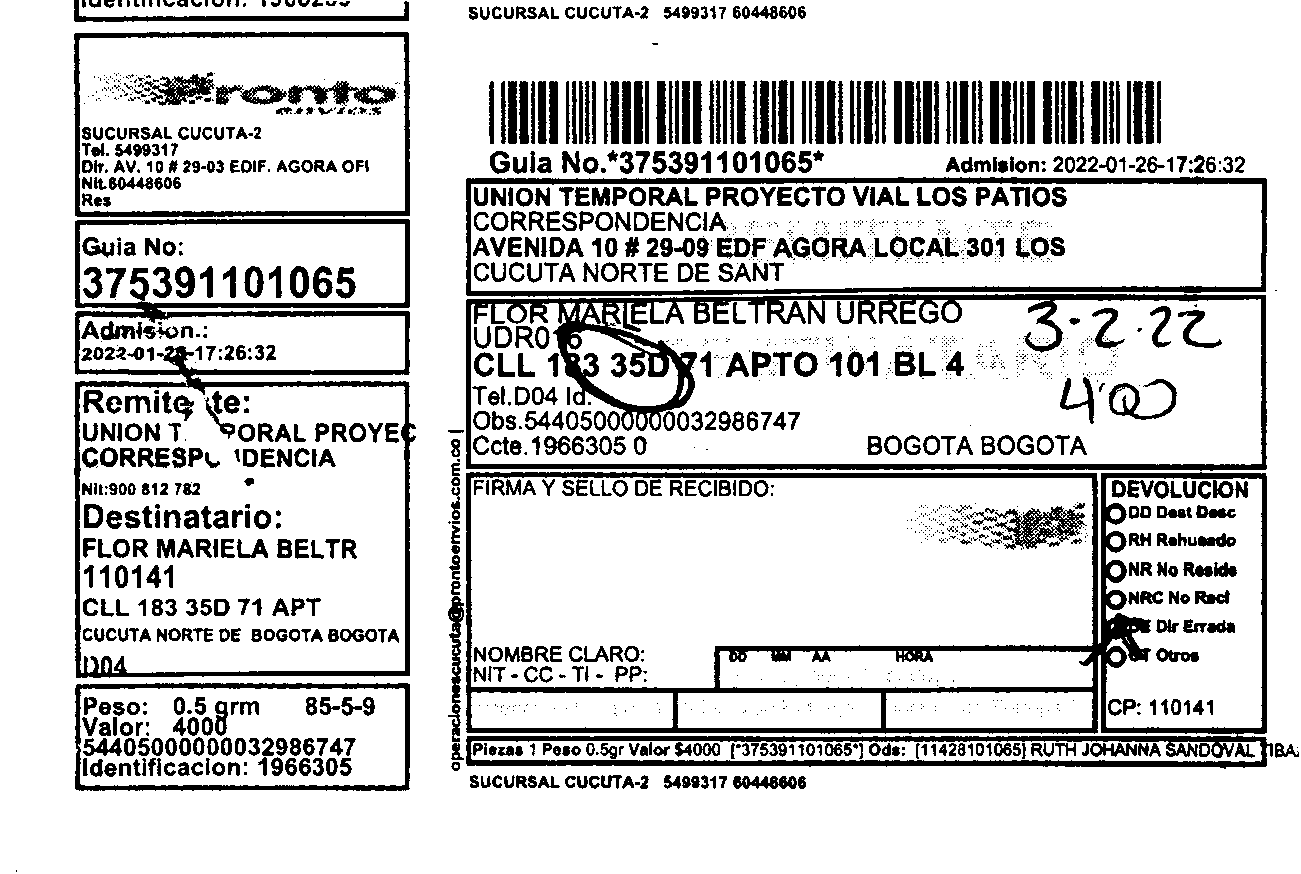 SUCURSAL CUCUTA-2 5499317 60448606
Pronto
envios
SUCURSAL CUCUTA-2
Tel. 5499317
Dir. AV. 10 # 29-03 EDIF. AGORA OFI
Nit.60448606
Res
Guia No:
375391101065
Admision.:
2022-01-26-17:26:32
UNION T PORAL PROYEC
CORRESP DENCIA
Nit:900 812 782
Destinatario:
FLOR MARIELA BELTR
110141
CLL 183 35D 71 APT
CUCUTA NORTE DE BOGOTA BOGOTA
D04
Peso: 0.5 grm 85-5-9
Valor: 4000
54405000000032986747
Identificacion: 1966305
Guia No.*375391101065* Admision: 2022-01-26-17:26:32
UNION TEMPORAL PROYECTO VIAL LOS PATIOS
CORRESPONDENCIA
AVENIDA 10 # 29-09 EDF AGORA LOCAL 301 LOS
CUCUTA NORTE DE SANT
FLOR MARIELA BELTRAN URREGO
UDR016
3-2-22
CLL 183 35D 71 APTO 101 BL 4
Tel.D04 Id.
Obs.54405000000032986747
Ccte.1966305 0 BOGOTA BOGOTA
operacionescucuta@prontoenvios.com.co
FIRMA Y SELLO DE RECIBIDO:
NOMBRE CLARO:
NIT - CC - TI - PP:
DD MM AA HORA
DEVOLUCION
DD Dest Desc
RH Rehusado
NR No Reside
NRC No Recl
Dir Errada
OT Otros
CP: 110141
Piezas 1 Peso 0.5gr Valor $4000 [*375391101065*] Ods: [11428101065] RUTH JOHANNA SANDOVAL TIBA
SUCURSAL CUCUTA-2 5499317 60448606